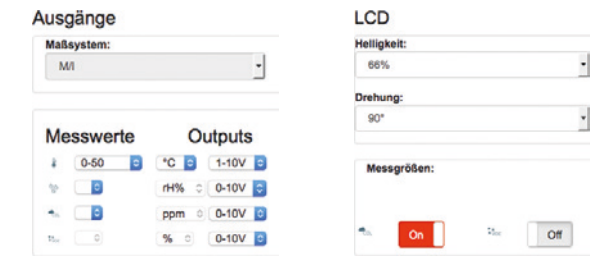 Ausgänge
Maßsystem:
M/I
Messwerte Outputs
0-50 °C 1-10V
rH% 0-10V
ppm 0-10V
% 0-10V
LCD
Helligkeit:
66%
Drehung:
90°
Messgrößen:
On Off